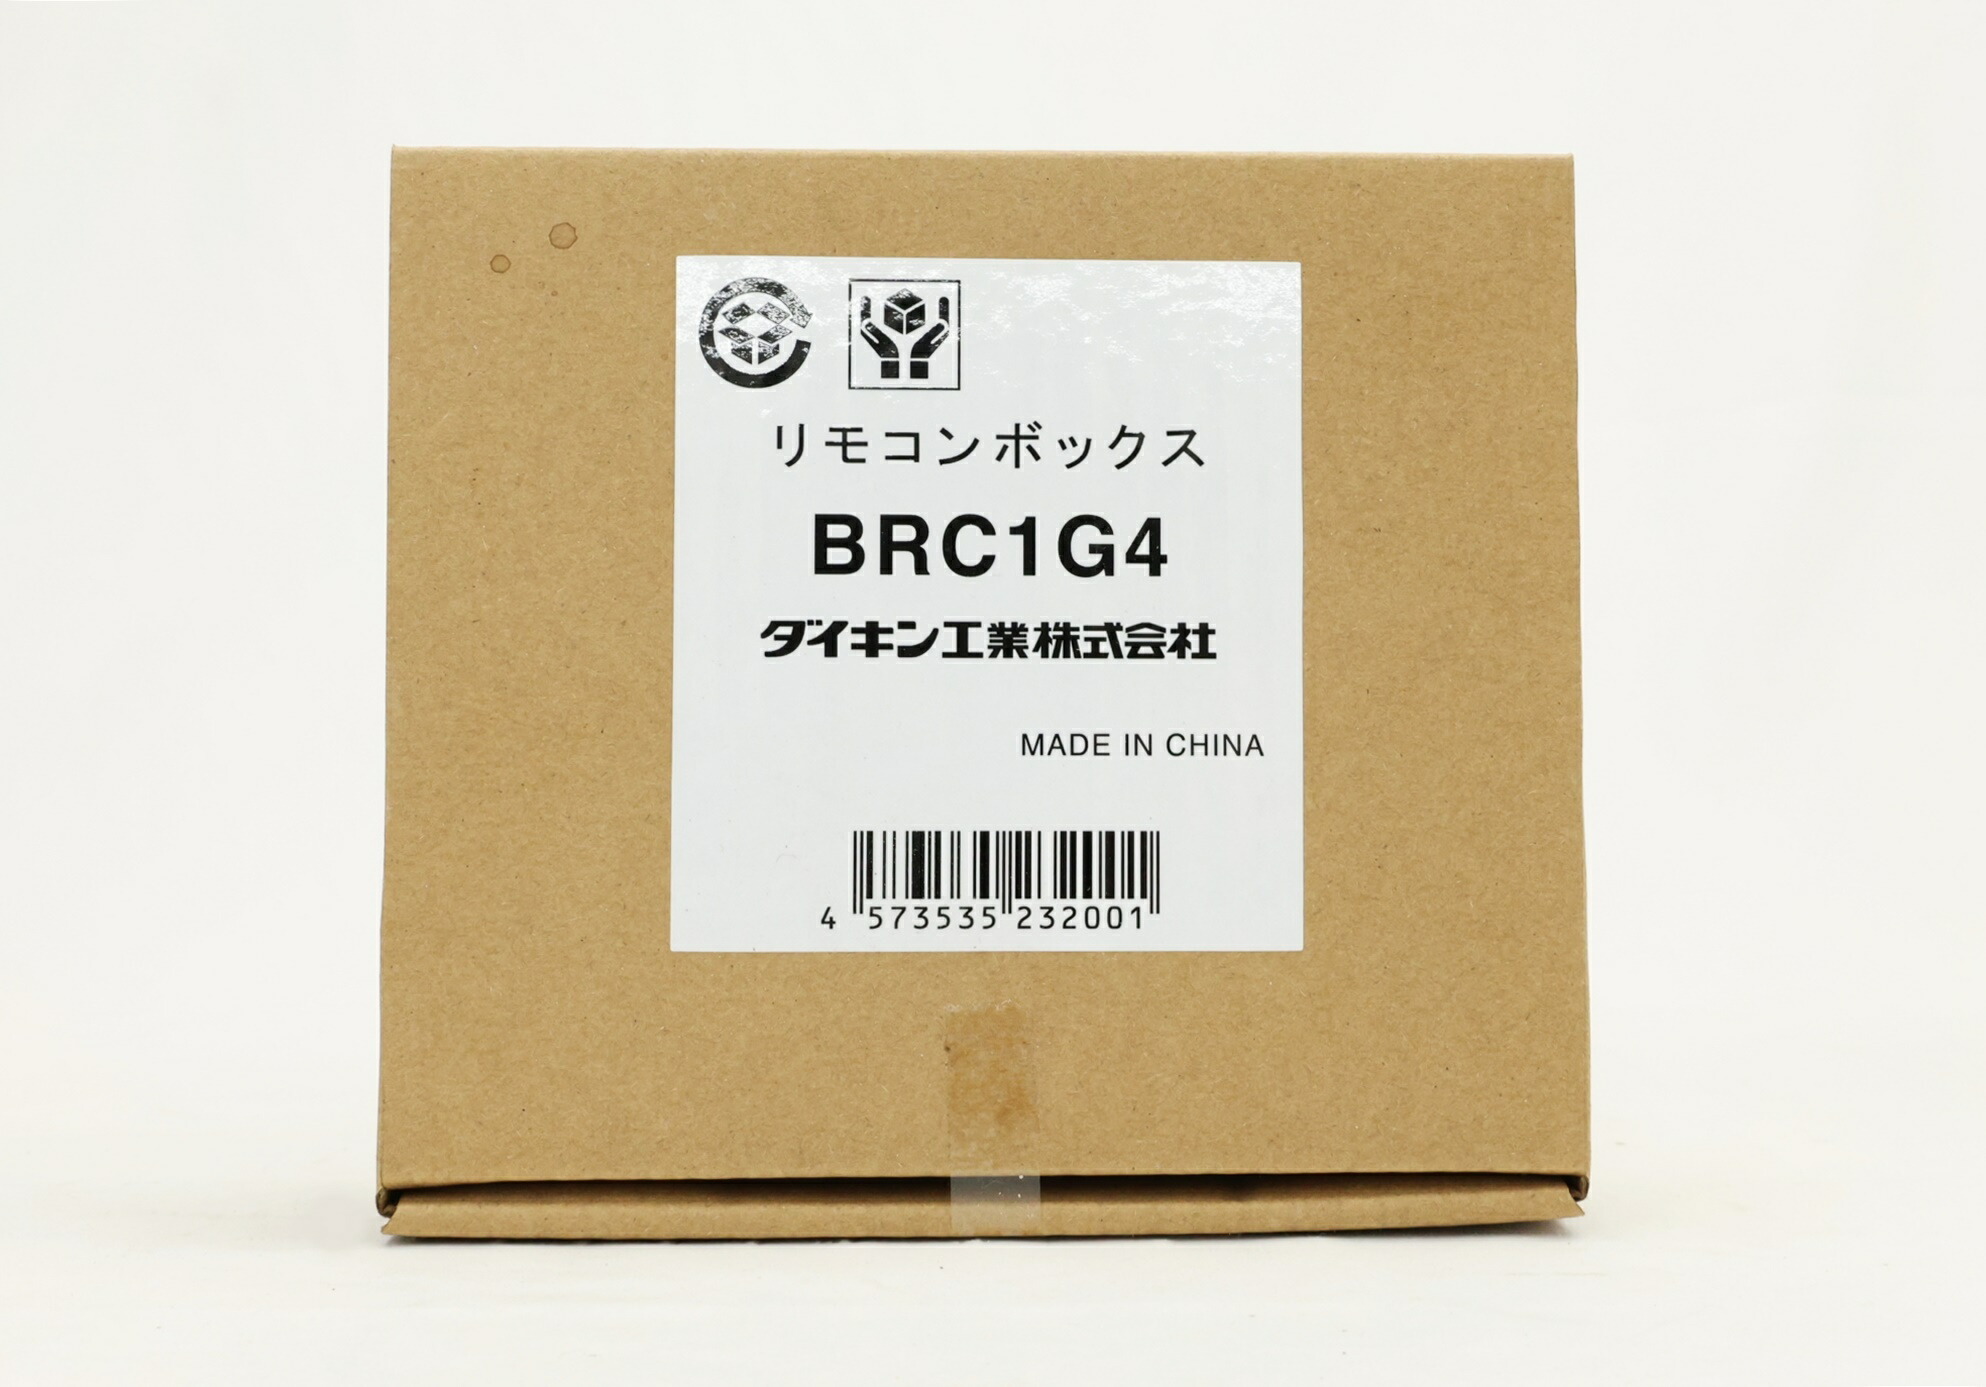 リモコンボックス
BRC1G4
ダイキン工業株式会社
MADE IN CHINA
4 573535 232001